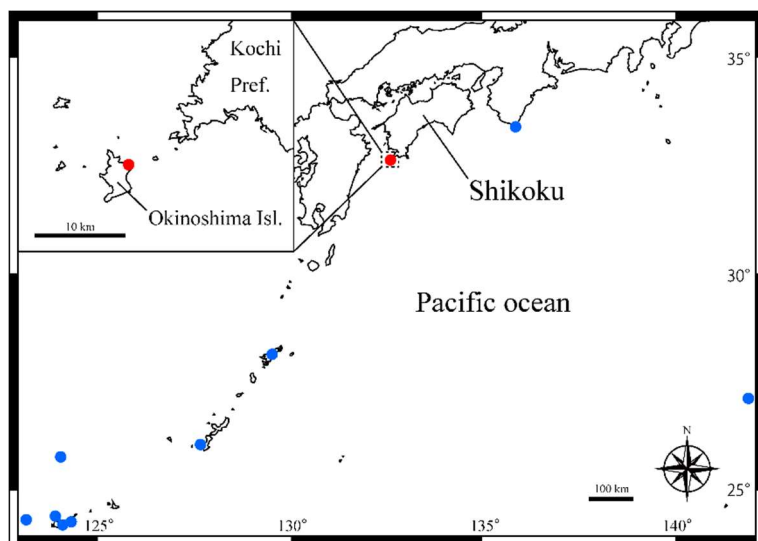 Kochi
Pref.
35°
Okinoshima Isl.
10 km
Shikoku
30°
Pacific ocean
N
100 km
25°
125°
130°
135°
140°